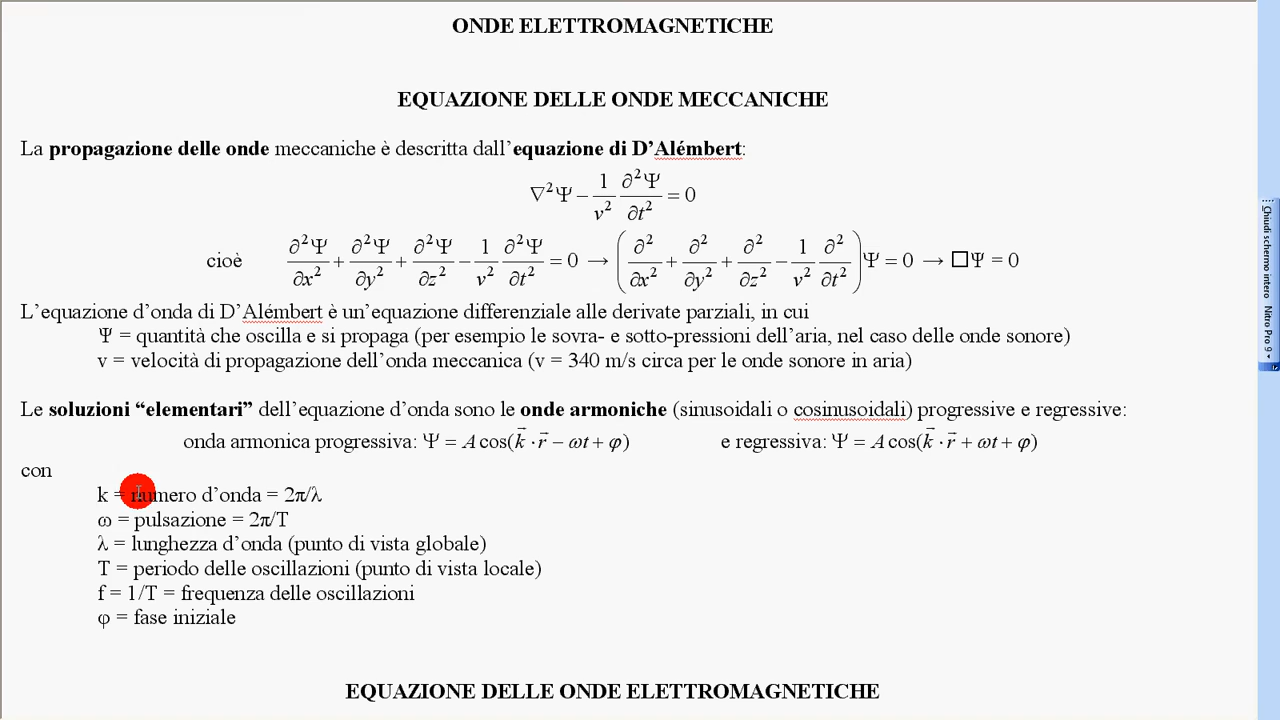 ONDE ELETTROMAGNETICHE
EQUAZIONE DELLE ONDE MECCANICHE
La propagazione delle onde meccaniche è descritta dall’equazione di D’Alémbert:
∇²Ψ − 1/v² ∂²Ψ/∂t² = 0
cioè ∂²Ψ/∂x² + ∂²Ψ/∂y² + ∂²Ψ/∂z² − 1/v² ∂²Ψ/∂t² = 0 → (∂²/∂x² + ∂²/∂y² + ∂²/∂z² − 1/v² ∂²/∂t²)Ψ = 0 → □Ψ = 0
L’equazione d’onda di D’Alémbert è un’equazione differenziale alle derivate parziali, in cui
Ψ = quantità che oscilla e si propaga (per esempio le sovra- e sotto-pressioni dell’aria, nel caso delle onde sonore)
v = velocità di propagazione dell’onda meccanica (v = 340 m/s circa per le onde sonore in aria)
Le soluzioni “elementari” dell’equazione d’onda sono le onde armoniche (sinusoidali o cosinusoidali) progressive e regressive:
onda armonica progressiva: Ψ = A cos(k⃗ · r⃗ − ωt + φ) e regressiva: Ψ = A cos(k⃗ · r⃗ + ωt + φ)
con
k = numero d’onda = 2π/λ
ω = pulsazione = 2π/T
λ = lunghezza d’onda (punto di vista globale)
T = periodo delle oscillazioni (punto di vista locale)
f = 1/T = frequenza delle oscillazioni
φ = fase iniziale
EQUAZIONE DELLE ONDE ELETTROMAGNETICHE
Chiudi schermo intero Nitro Pro 9